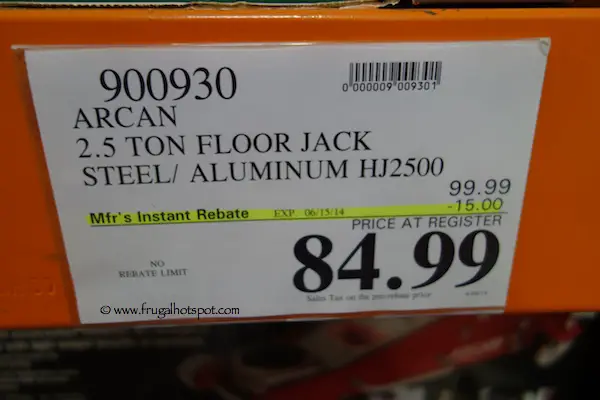 900930
0 000009 009301
ARCAN
2.5 TON FLOOR JACK
STEEL/ ALUMINUM HJ2500
99.99
Mfr's Instant Rebate EXP. 06/15/14 -15.00
PRICE AT REGISTER
84.99
NO
REBATE LIMIT
Sales Tax on the pre-rebate price
© www.frugalhotspot.com